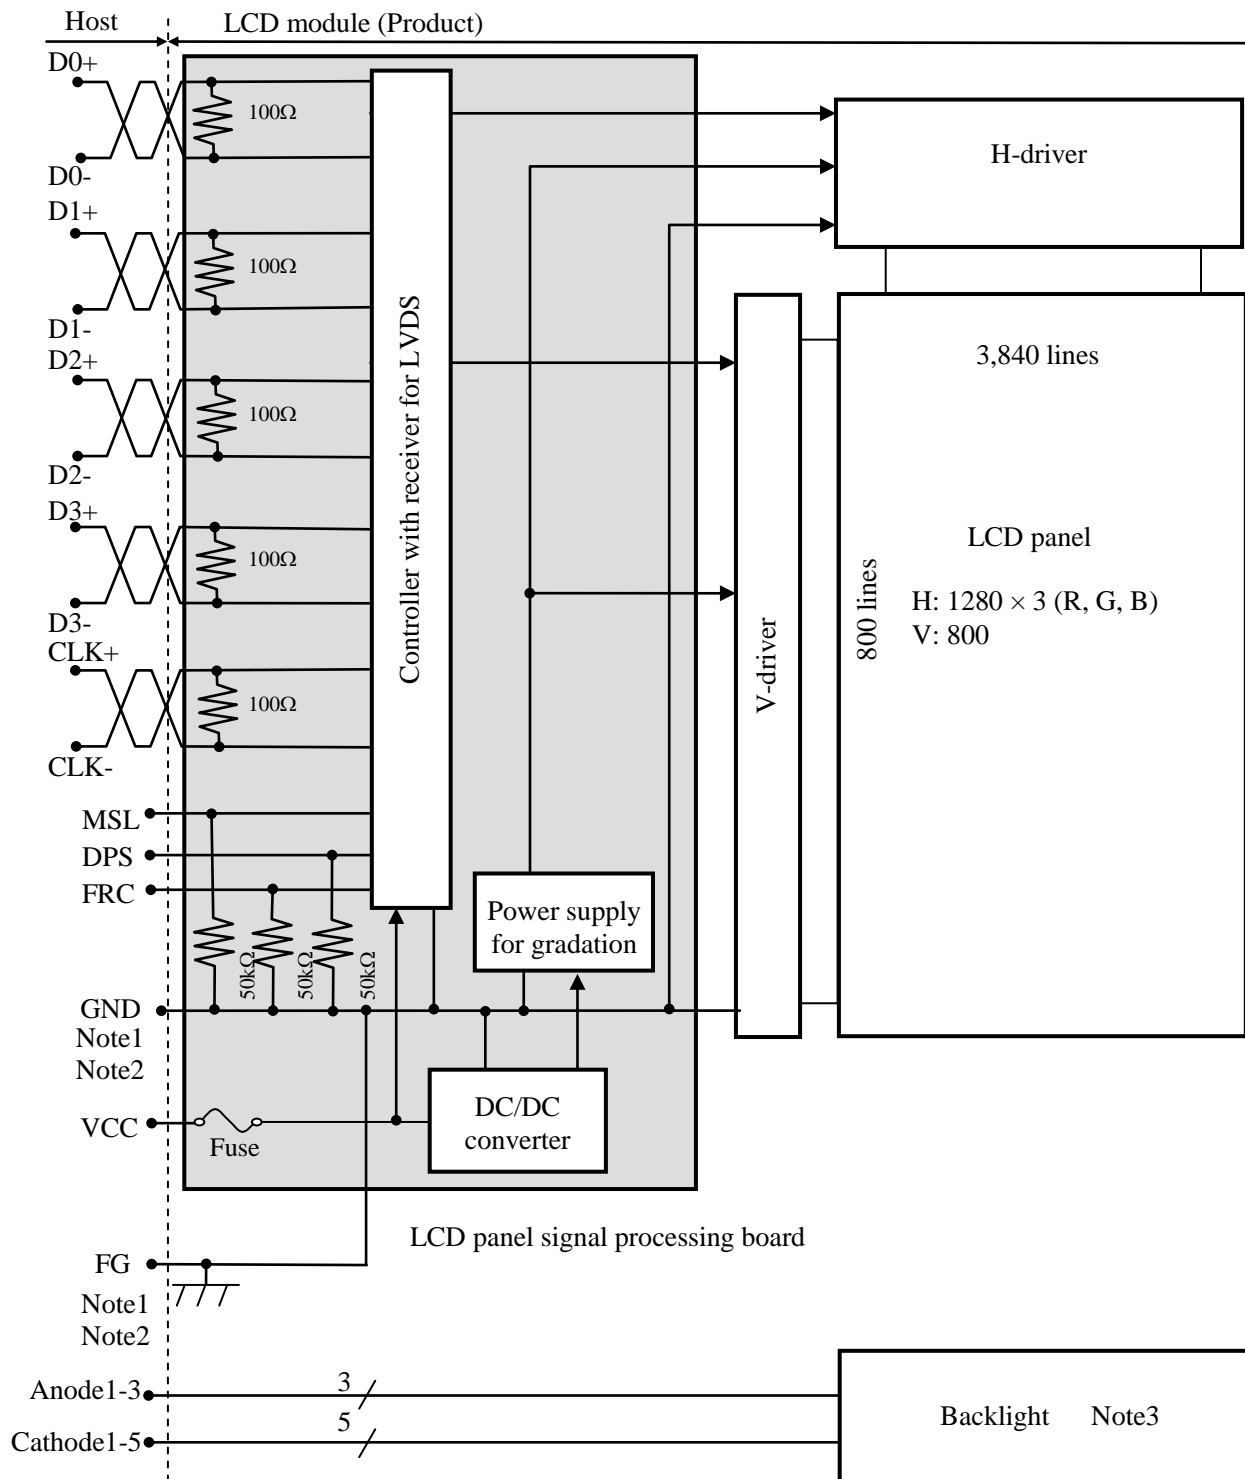 Host
LCD module (Product)
D0+
100Ω
D0-
D1+
100Ω
D1-
D2+
100Ω
D2-
D3+
100Ω
D3-
CLK+
100Ω
CLK-
MSL
DPS
FRC
50kΩ
50kΩ
50kΩ
GND
Note1
Note2
VCC
Fuse
Controller with receiver for LVDS
Power supply
for gradation
DC/DC
converter
H-driver
V-driver
3,840 lines
800 lines
LCD panel
H: 1280 × 3 (R, G, B)
V: 800
LCD panel signal processing board
FG
Note1
Note2
Anode1-3
3
Cathode1-5
5
Backlight Note3